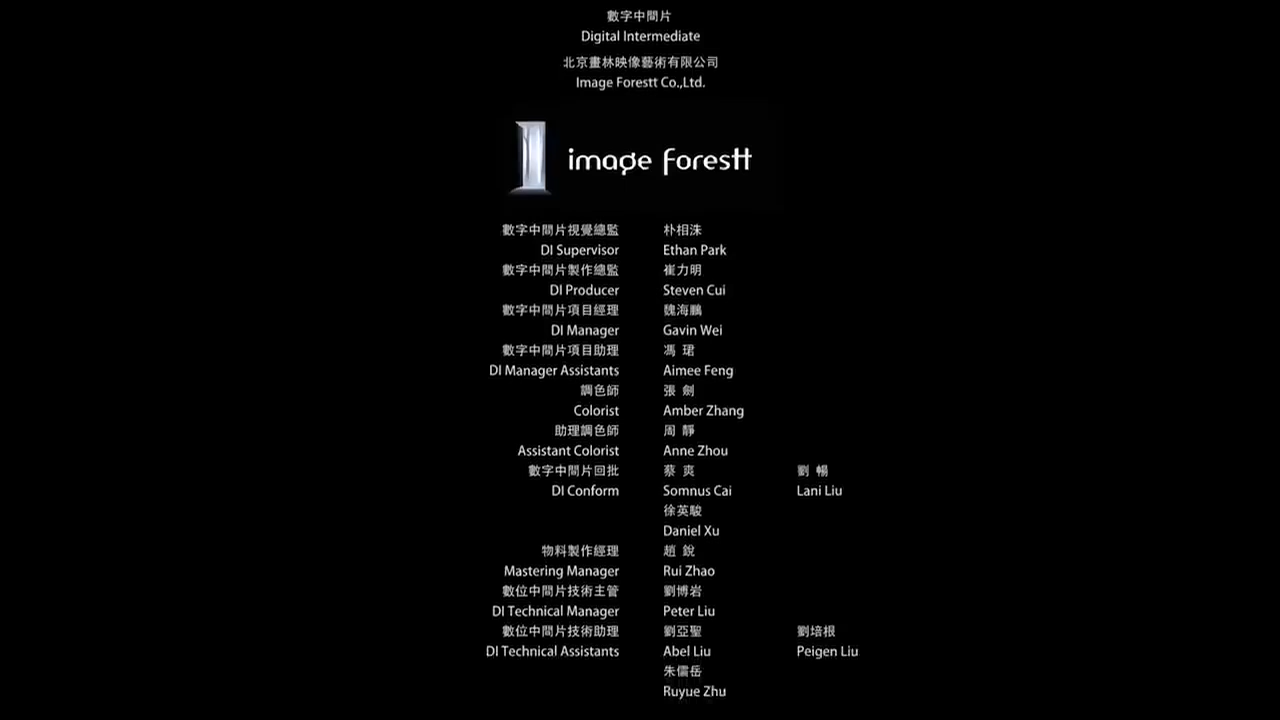 數字中間片
Digital Intermediate
北京畫林映像藝術有限公司
Image Forestt Co.,Ltd.
image forestt
數字中間片視覺總監 朴相洙
DI Supervisor Ethan Park
數字中間片製作總監 崔力明
DI Producer Steven Cui
數字中間片項目經理 魏海鵬
DI Manager Gavin Wei
數字中間片項目助理 馮 珺
DI Manager Assistants Aimee Feng
調色師 張 劍
Colorist Amber Zhang
助理調色師 周 靜
Assistant Colorist Anne Zhou
數字中間片回批 蔡 爽 劉 暢
DI Conform Somnus Cai Lani Liu
徐英駿
Daniel Xu
物料製作經理 趙 銳
Mastering Manager Rui Zhao
數位中間片技術主管 劉博岩
DI Technical Manager Peter Liu
數位中間片技術助理 劉亞聖 劉培根
DI Technical Assistants Abel Liu Peigen Liu
朱儒岳
Ruyue Zhu